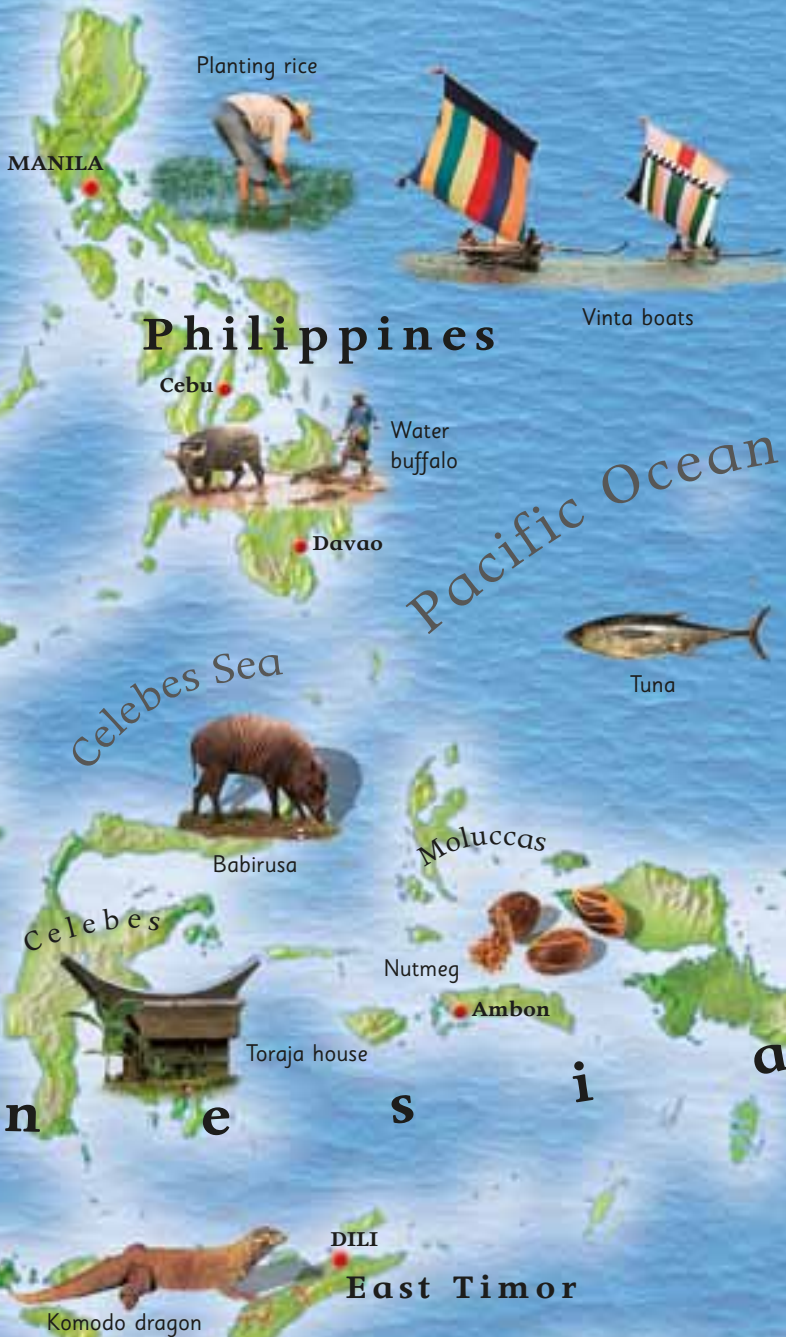 Planting rice
MANILA
Vinta boats
Philippines
Cebu
Water
buffalo
Pacific Ocean
Davao
Tuna
Celebes Sea
Babirusa
Moluccas
Celebes
Nutmeg
Ambon
Toraja house
n e s i a
DILI
East Timor
Komodo dragon